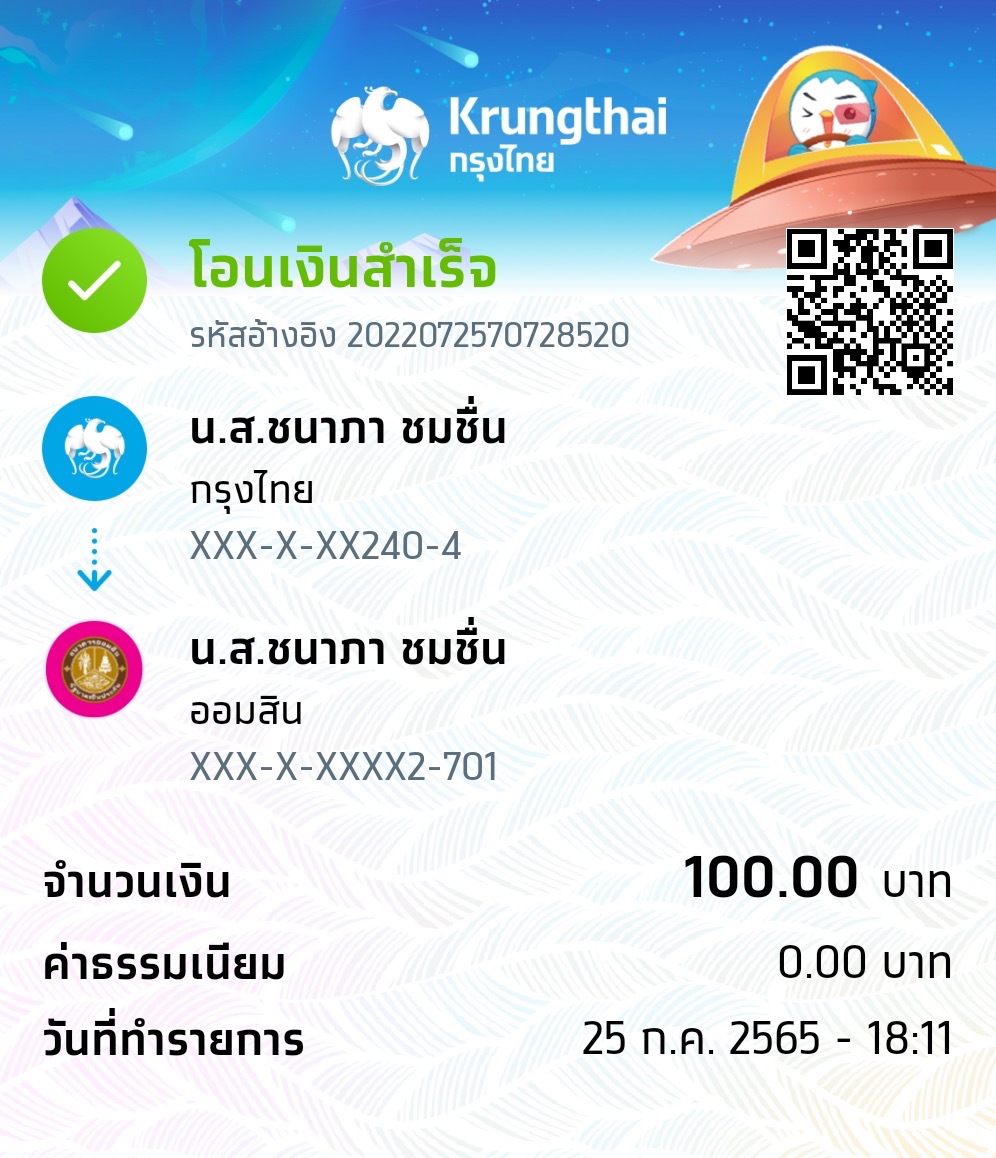 Krungthai
กรุงไทย
โอนเงินสำเร็จ
รหัสอ้างอิง 2022072570728520
น.ส.ชนาภา ชมชื่น
กรุงไทย
XXX-X-XX240-4
น.ส.ชนาภา ชมชื่น
ออมสิน
XXX-X-XXXX2-701
จำนวนเงิน 100.00 บาท
ค่าธรรมเนียม 0.00 บาท
วันที่ทำรายการ 25 ก.ค. 2565 - 18:11